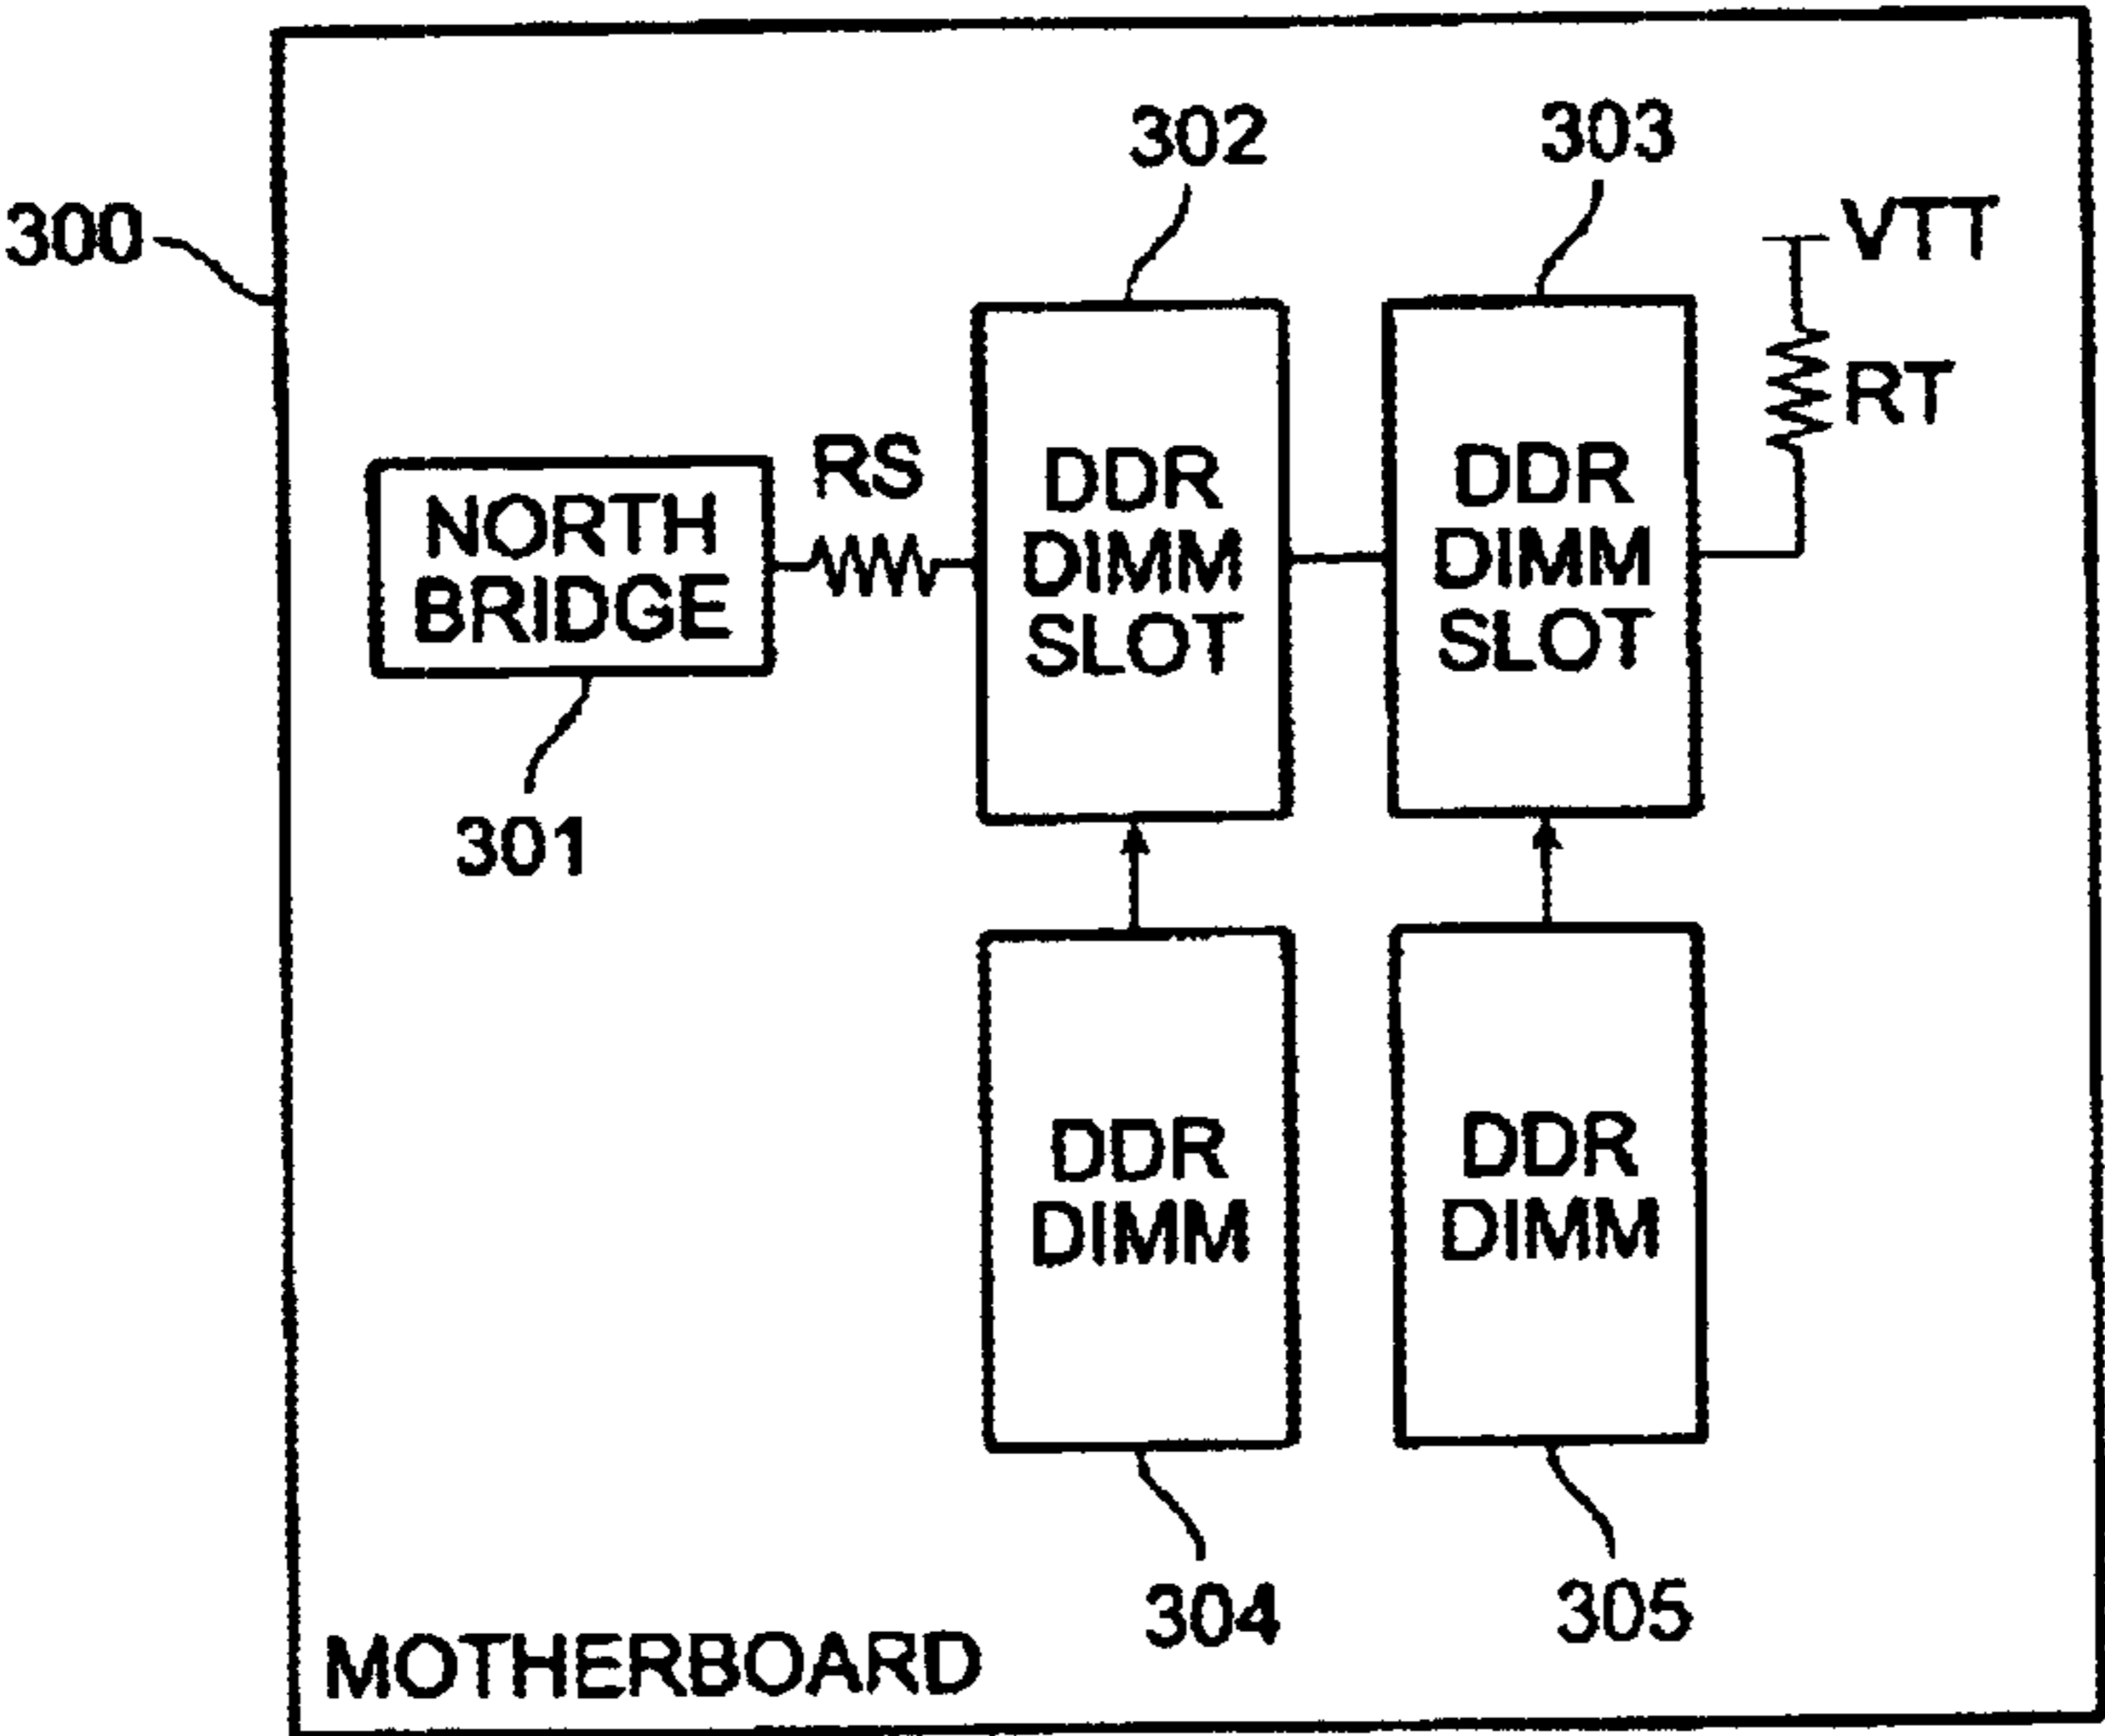 302
303
300
VTT
RT
RS
NORTH
BRIDGE
DDR
DIMM
SLOT
DDR
DIMM
SLOT
301
DDR
DIMM
DDR
DIMM
304
305
MOTHERBOARD